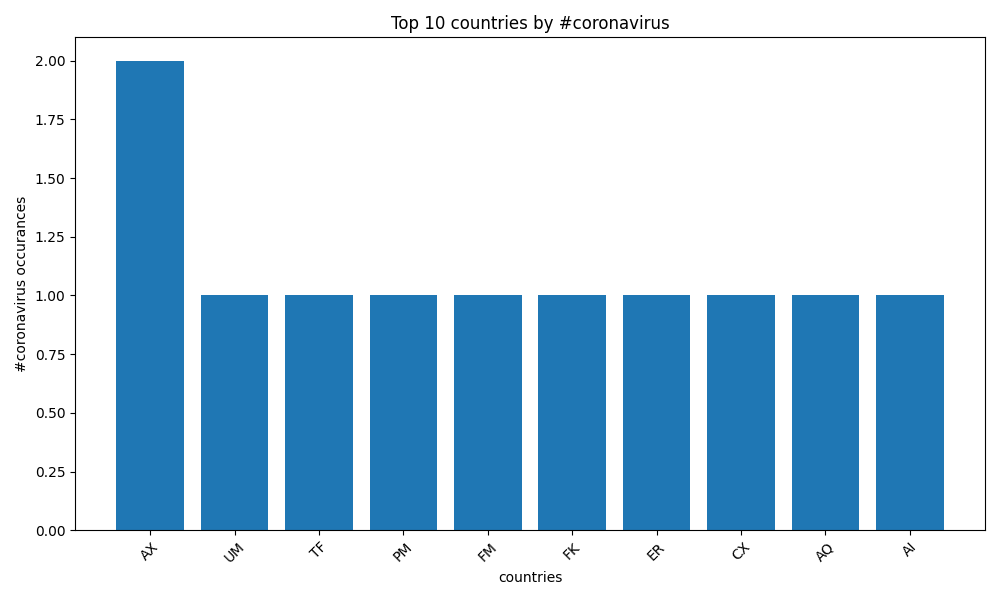 Top 10 countries by #coronavirus
#coronavirus occurances
2.00
1.75
1.50
1.25
1.00
0.75
0.50
0.25
0.00
AX UM TF PM FM FK ER CX AQ AI
countries